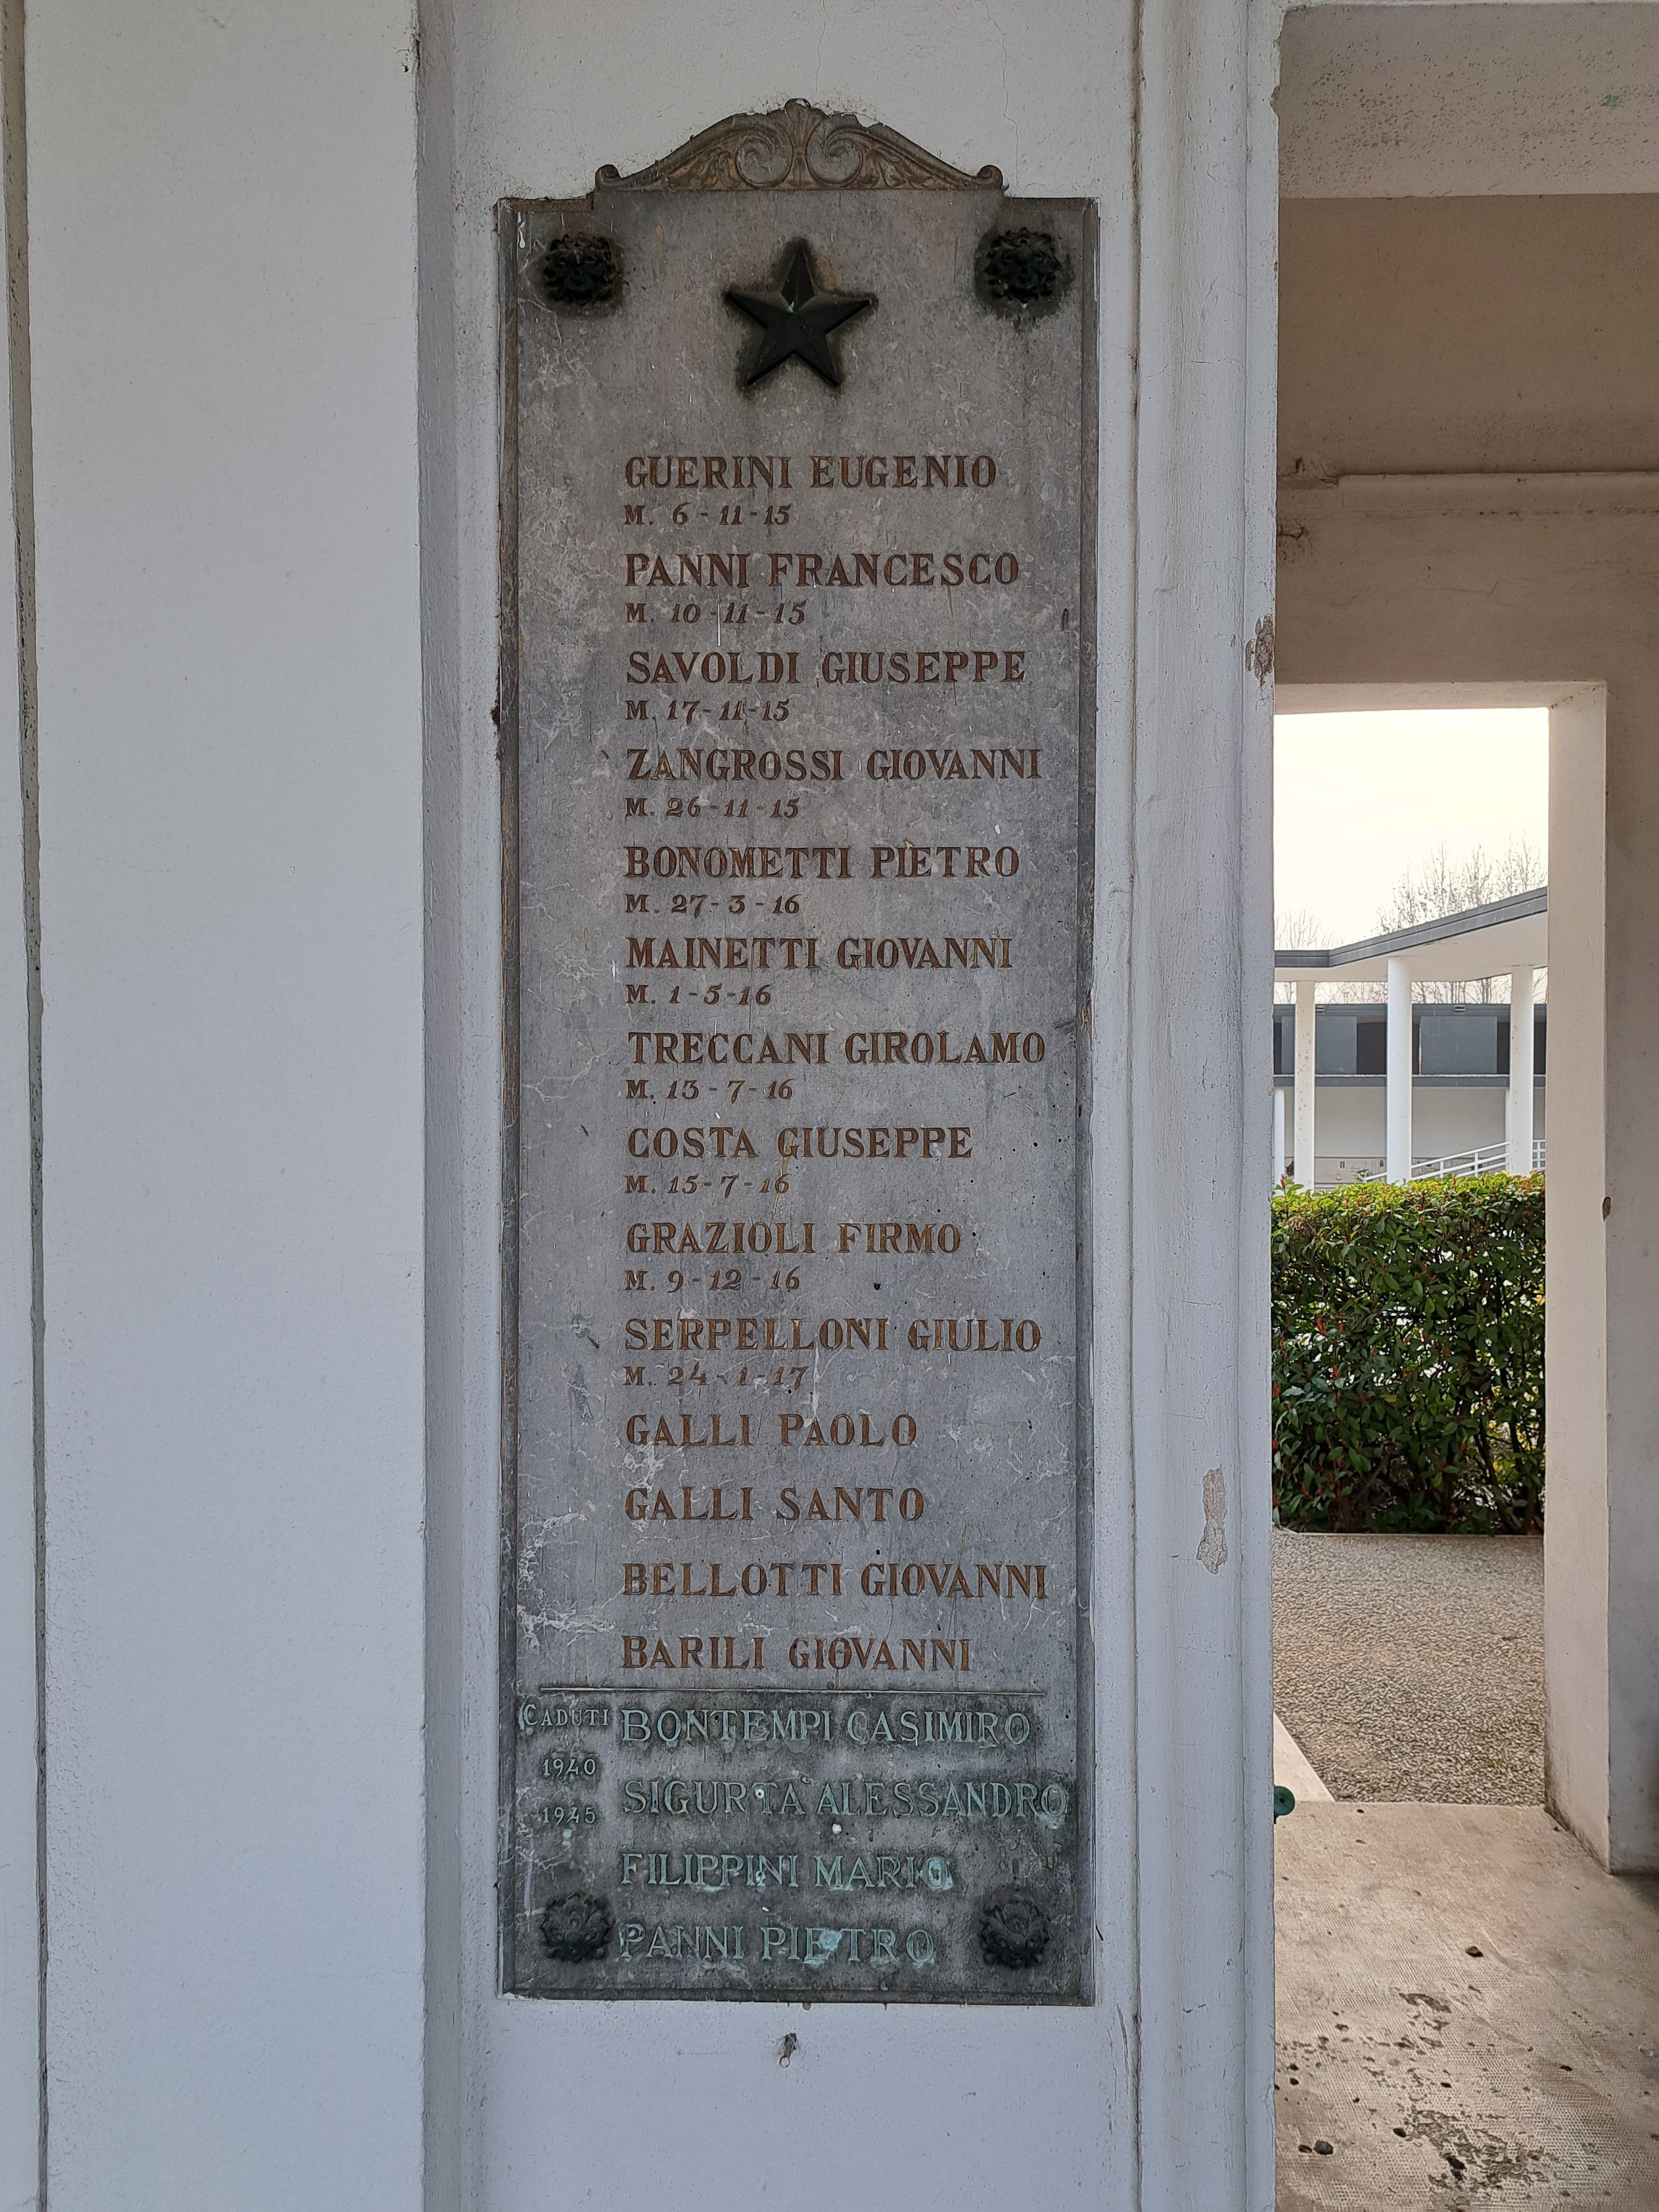 GUERINI EUGENIO
M. 6-11-15
PANNI FRANCESCO
M. 10-11-15
SAVOLDI GIUSEPPE
M. 17-11-15
ZANGROSSI GIOVANNI
M. 26-11-15
BONOMETTI PIETRO
M. 27-3-16
MAINETTI GIOVANNI
M. 1-5-16
TRECCANI GIROLAMO
M. 13-7-16
COSTA GIUSEPPE
M. 15-7-16
GRAZIOLI FIRMO
M. 9-12-16
SERPELLONI GIULIO
M. 24-1-17
GALLI PAOLO
GALLI SANTO
BELLOTTI GIOVANNI
BARILI GIOVANNI
CADUTI
1940
1945
BONTEMPI CASIMIRO
SIGURTA ALESSANDRO
FILIPPINI MARIO
PANNI PIETRO